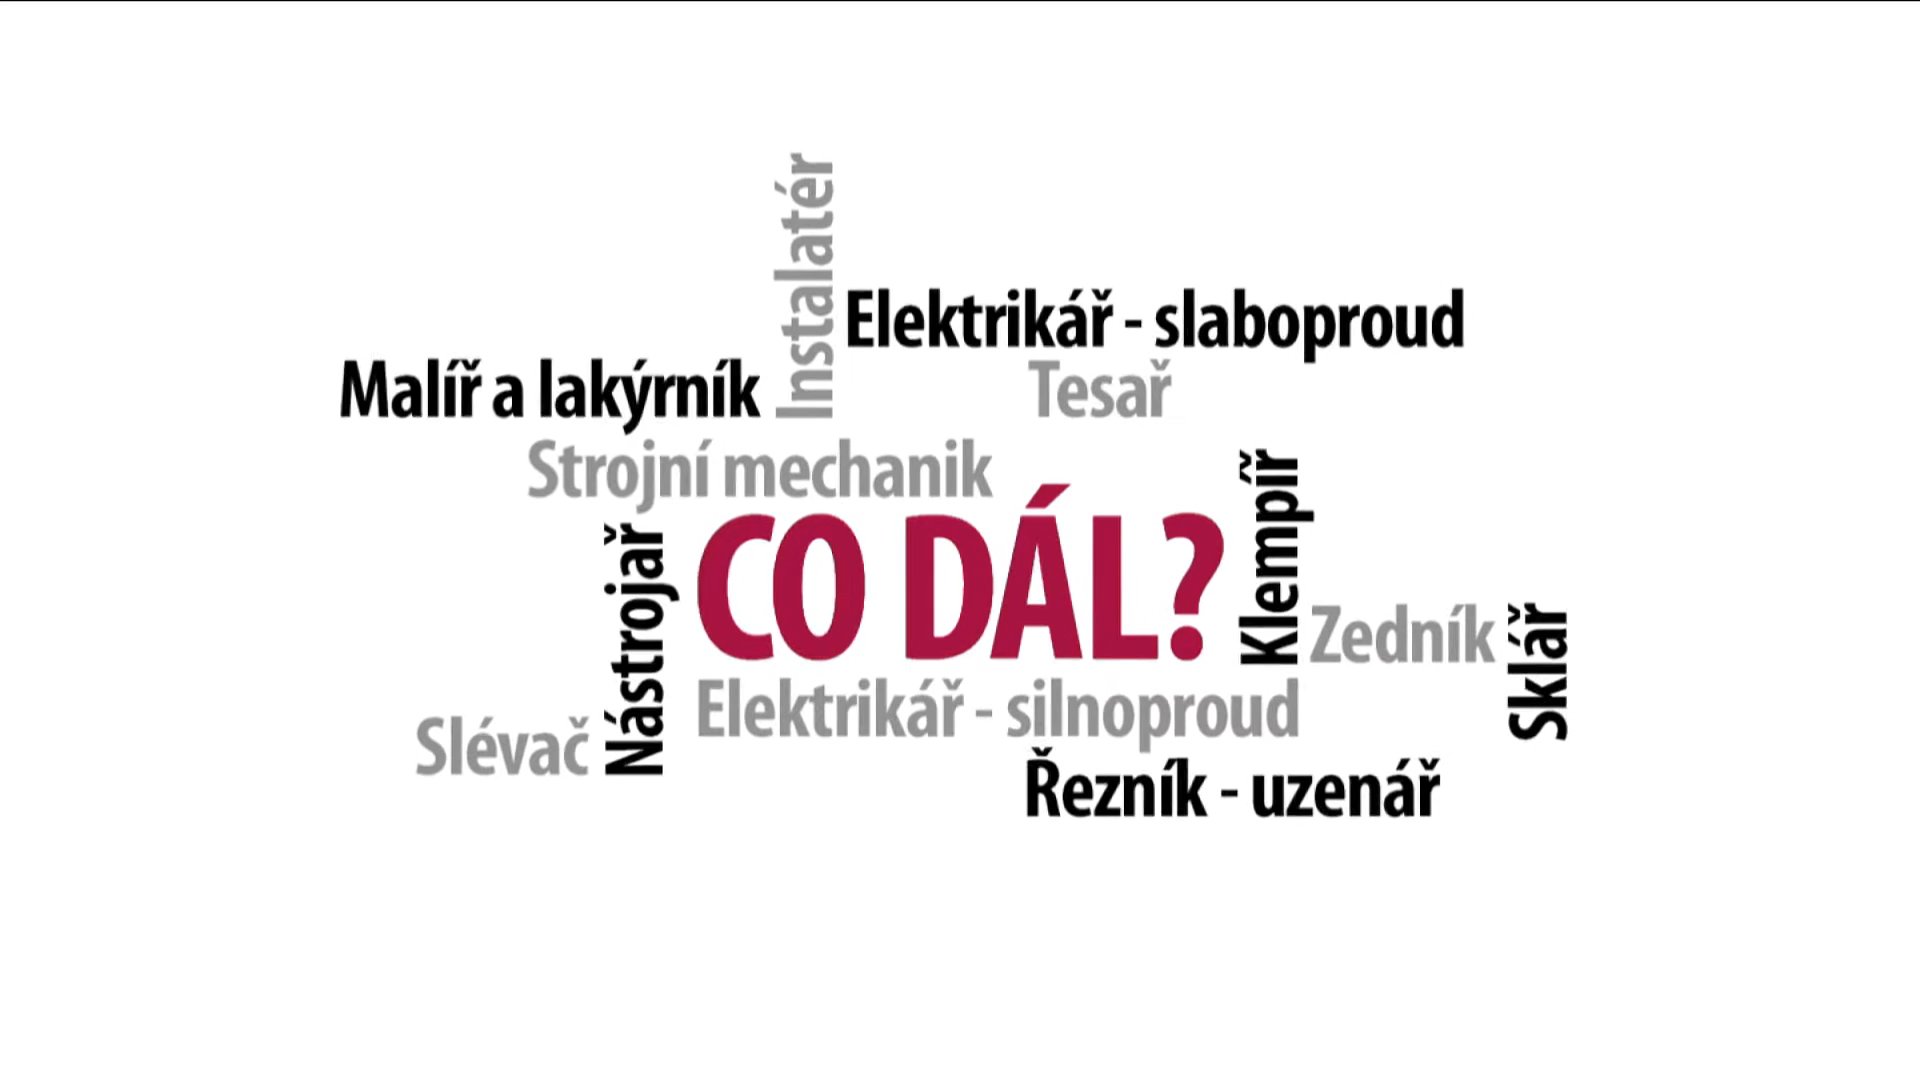 Instalatér
Elektrikář - slaboproud
Malíř a lakýrník
Tesař
Strojní mechanik
CO DÁL?
Klempíř
Nástrojař
Zedník
Sklář
Elektrikář - silnoproud
Slévač
Řezník - uzenář